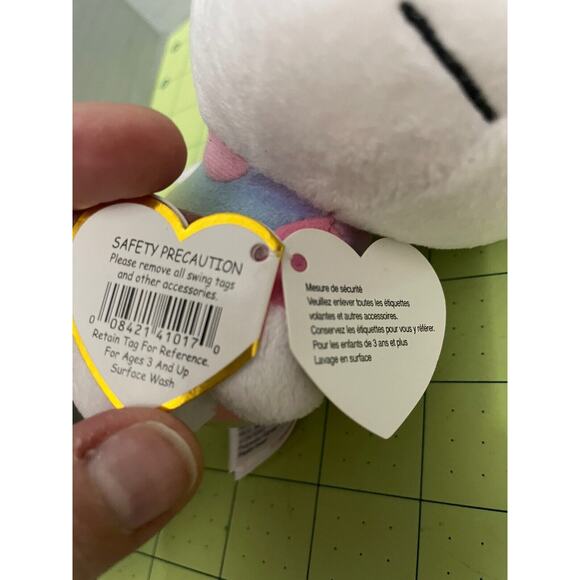 SAFETY PRECAUTION
Please remove all swing tags
and other accessories.
0 08421 41017 0
Retain Tag For Reference.
For Ages 3 And Up
Surface Wash
Mesure de sécurité
Veuillez enlever toutes les étiquettes
volantes et autres accessoires.
Conservez les étiquettes pour vous y référer.
Pour les enfants de 3 ans et plus
Lavage en surface